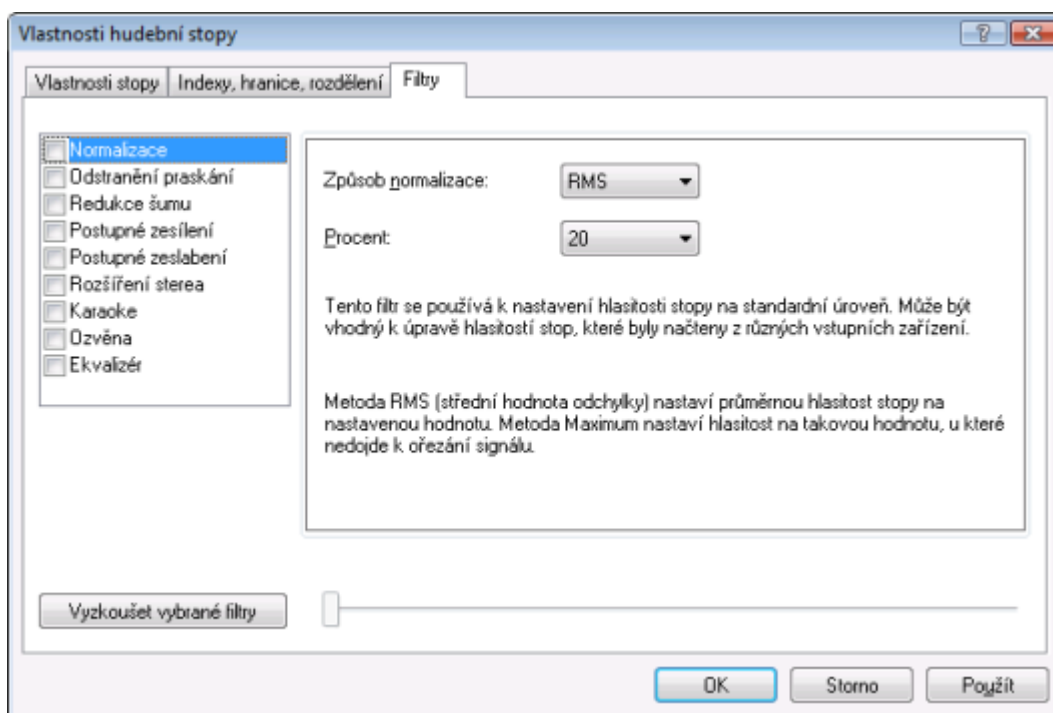 Vlastnosti hudební stopy
Vlastnosti stopy
Indexy, hranice, rozdělení
Filtry
Normalizace
Odstranění praskání
Redukce šumu
Postupné zesílení
Postupné zeslabení
Rozšíření sterea
Karaoke
Ozvěna
Ekvalizér
Způsob normalizace:
RMS
Procent:
20
Tento filtr se používá k nastavení hlasitosti stopy na standardní úroveň. Může být
vhodný k úpravě hlasitostí stop, které byly načteny z různých vstupních zařízení.
Metoda RMS (střední hodnota odchylky) nastaví průměrnou hlasitost stopy na
nastavenou hodnotu. Metoda Maximum nastaví hlasitost na takovou hodnotu, u které
nedojde k ořezání signálu.
Vyzkoušet vybrané filtry
OK
Storno
Použít